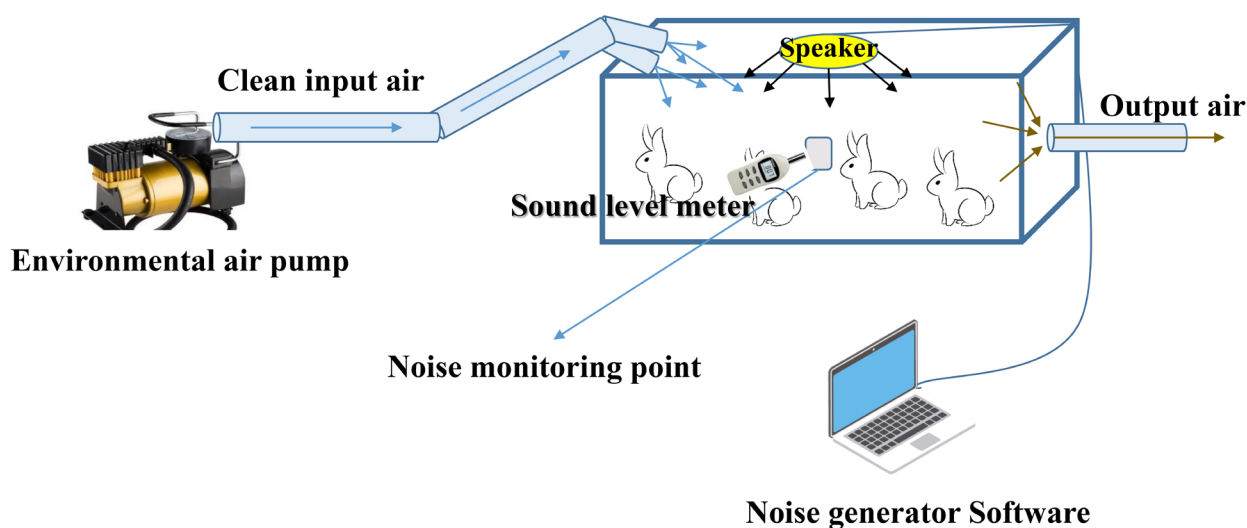 Speaker
Clean input air
Output air
Sound level meter
Environmental air pump
Noise monitoring point
Noise generator Software